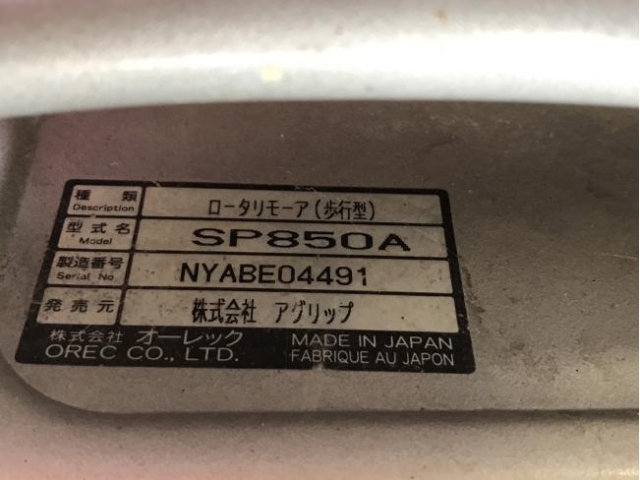 種類 ロータリモーア(歩行型)
Description
型式名 SP850A
Model
製造番号 NYABE04491
Serial No.
発売元 株式会社 アグリップ
株式会社 オーレック MADE IN JAPAN
OREC CO., LTD. FABRIQUE AU JAPON